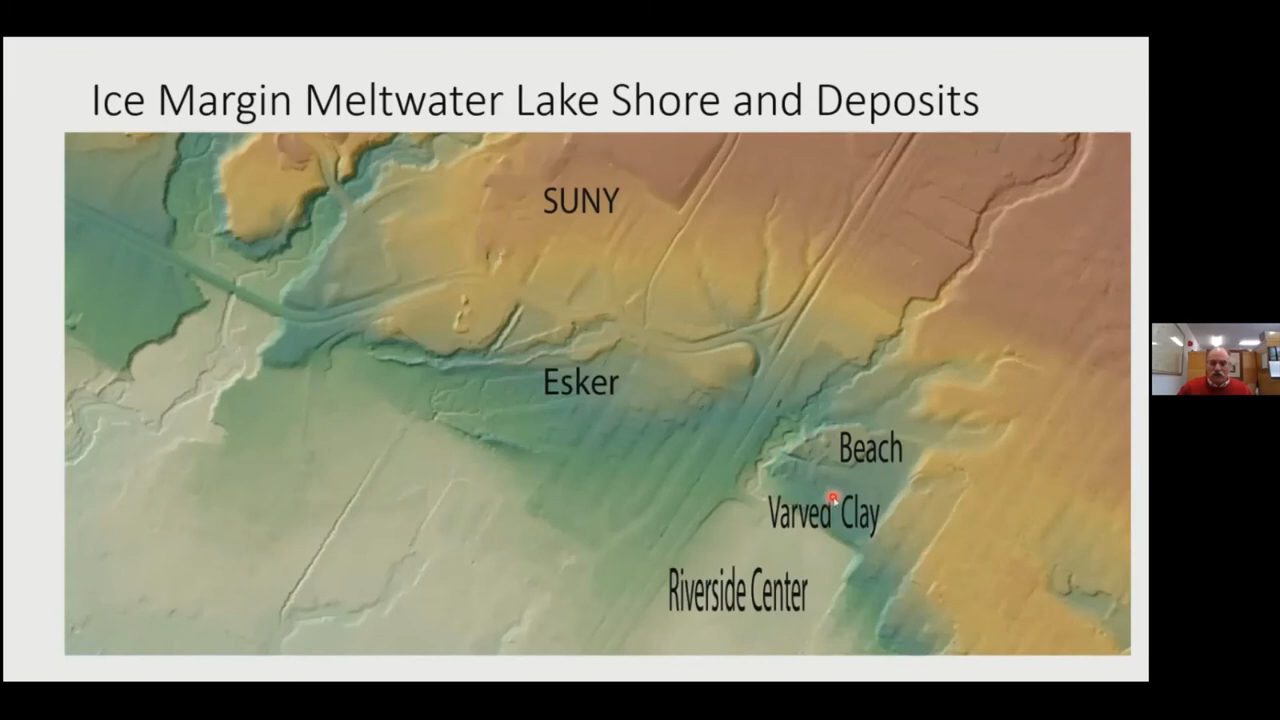 Ice Margin Meltwater Lake Shore and Deposits
SUNY
Esker
Beach
Varved Clay
Riverside Center